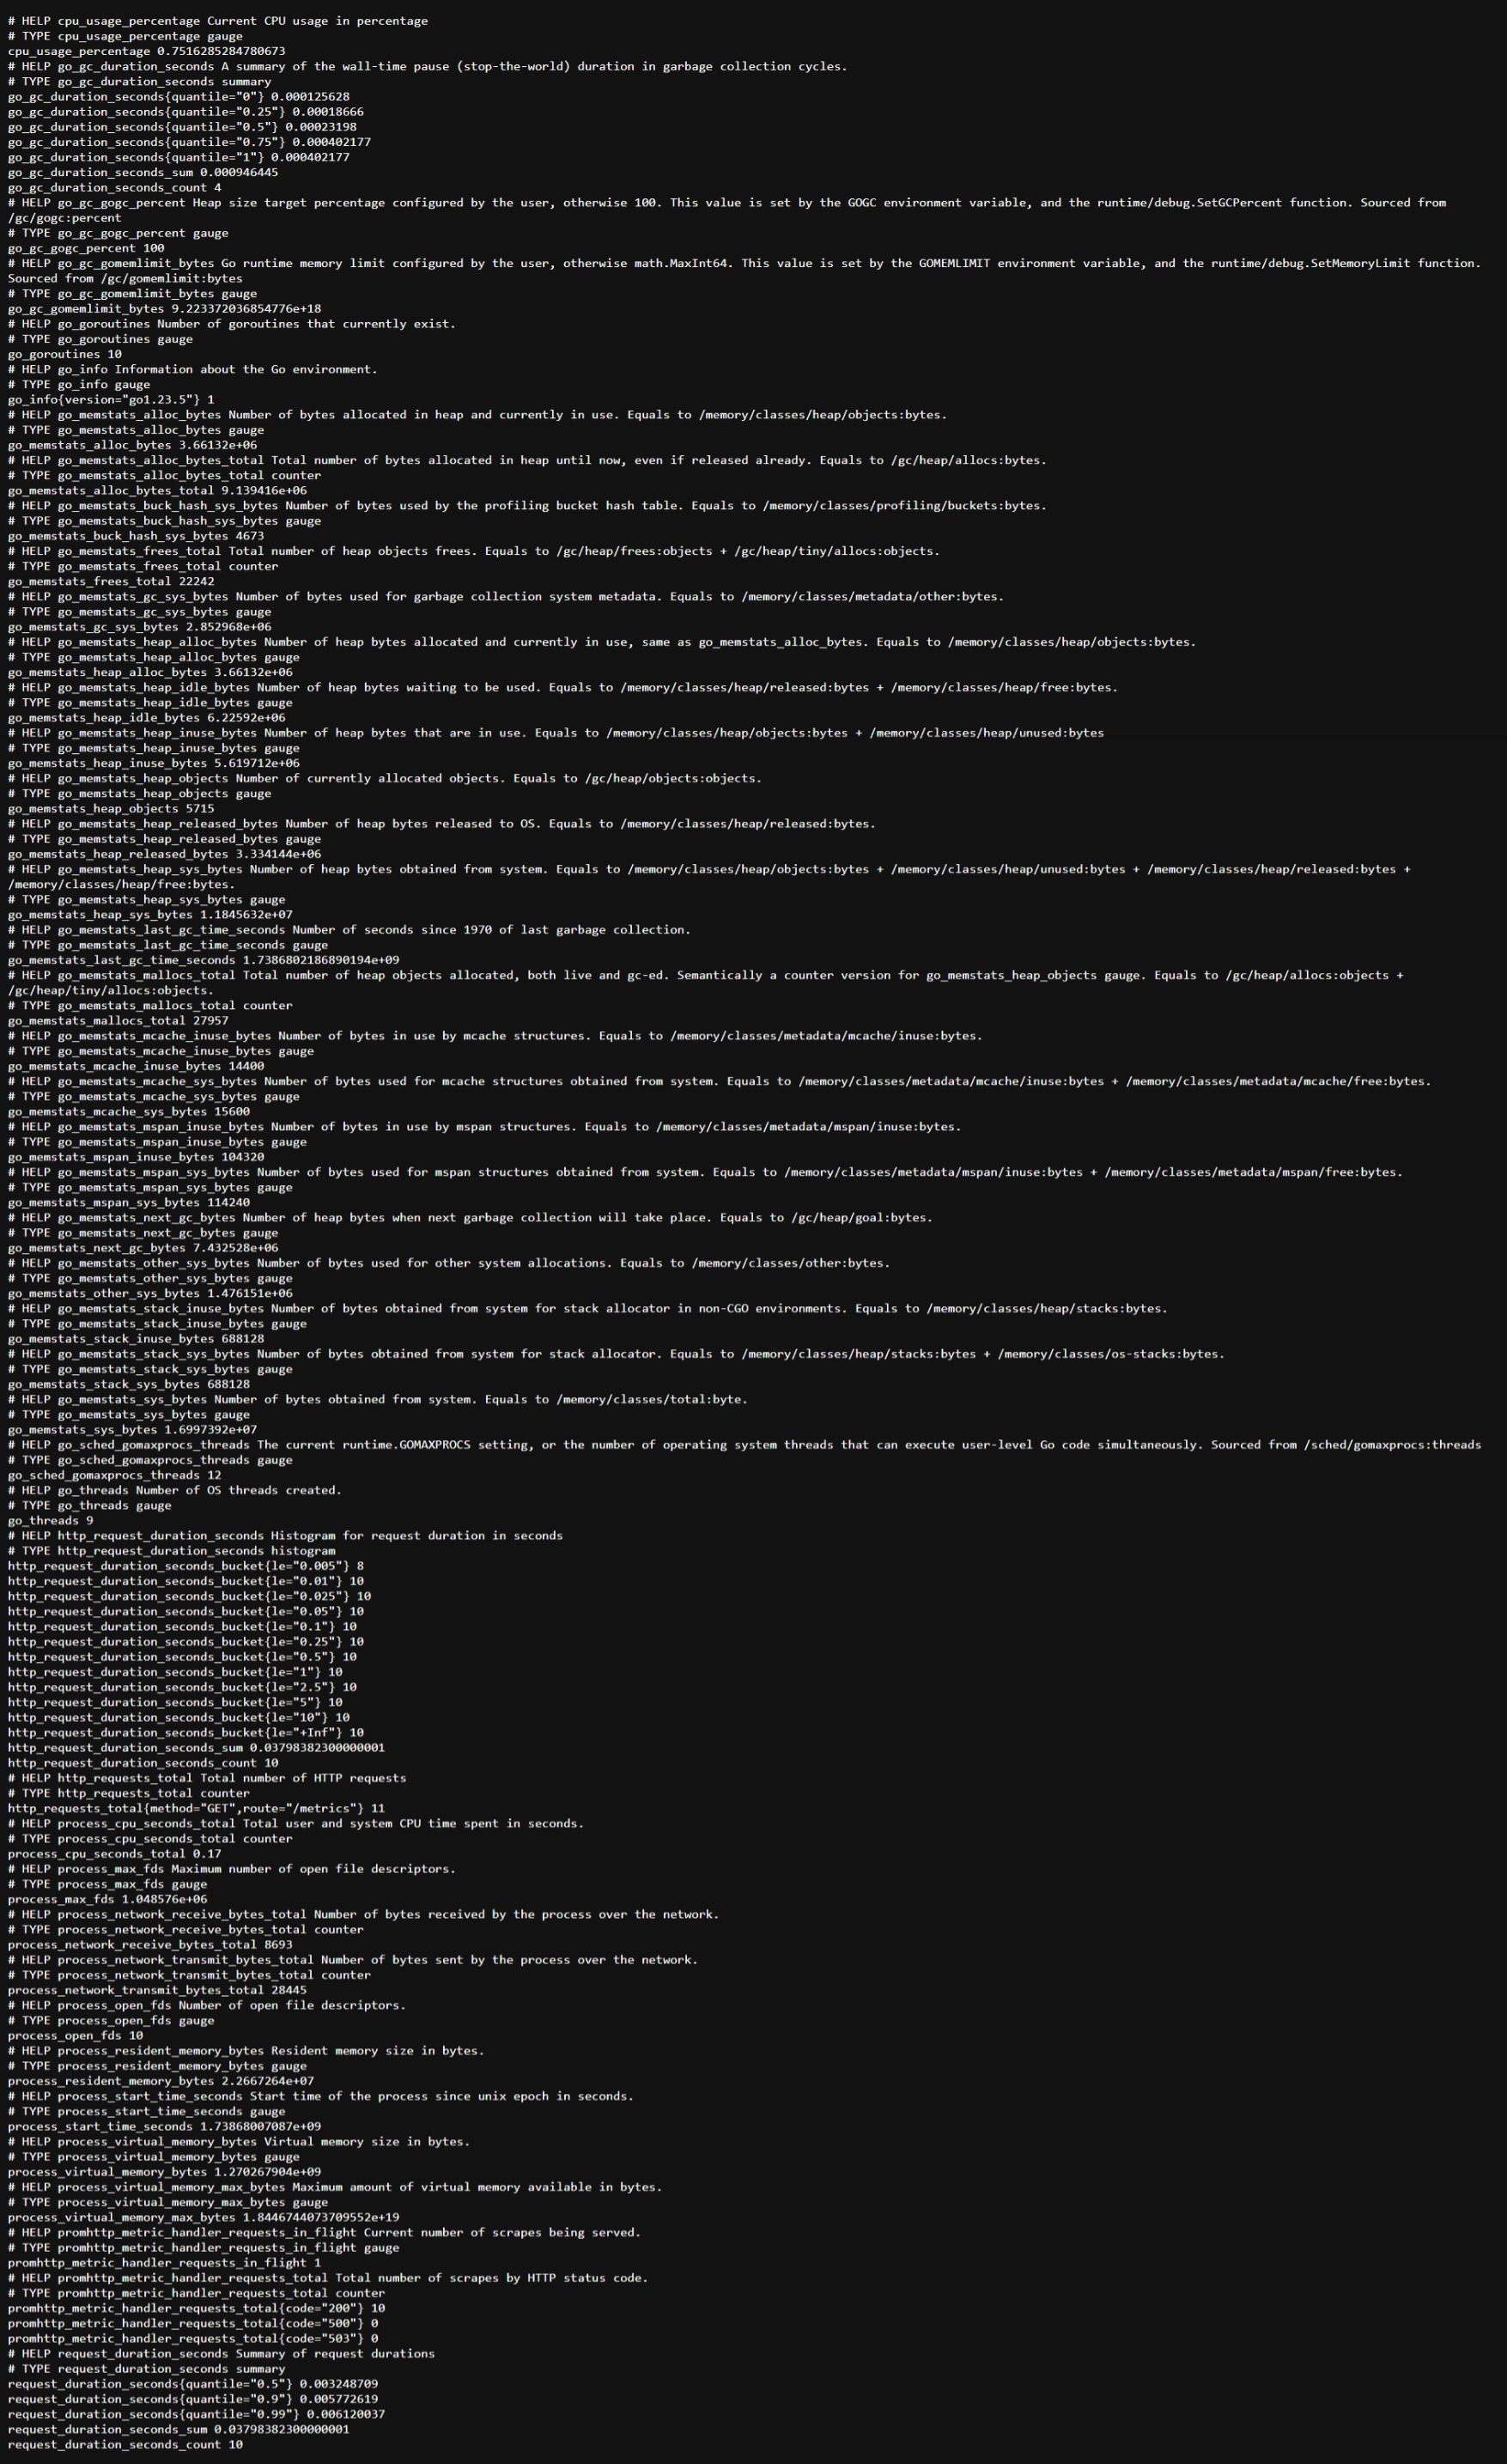 # HELP cpu_usage_percentage Current CPU usage in percentage
# TYPE cpu_usage_percentage gauge
cpu_usage_percentage 0.7516285284780673
# HELP go_gc_duration_seconds A summary of the wall-time pause (stop-the-world) duration in garbage collection cycles.
# TYPE go_gc_duration_seconds summary
go_gc_duration_seconds{quantile="0"} 0.000125628
go_gc_duration_seconds{quantile="0.25"} 0.00018666
go_gc_duration_seconds{quantile="0.5"} 0.00023198
go_gc_duration_seconds{quantile="0.75"} 0.000402177
go_gc_duration_seconds{quantile="1"} 0.000402177
go_gc_duration_seconds_sum 0.000946445
go_gc_duration_seconds_count 4
# HELP go_gc_gogc_percent Heap size target percentage configured by the user, otherwise 100. This value is set by the GOGC environment variable, and the runtime/debug.SetGCPercent function. Sourced from
/gc/gogc:percent
# TYPE go_gc_gogc_percent gauge
go_gc_gogc_percent 100
# HELP go_gc_gomemlimit_bytes Go runtime memory limit configured by the user, otherwise math.MaxInt64. This value is set by the GOMEMLIMIT environment variable, and the runtime/debug.SetMemoryLimit function.
Sourced from /gc/gomemlimit:bytes
# TYPE go_gc_gomemlimit_bytes gauge
go_gc_gomemlimit_bytes 9.223372036854776e+18
# HELP go_goroutines Number of goroutines that currently exist.
# TYPE go_goroutines gauge
go_goroutines 10
# HELP go_info Information about the Go environment.
# TYPE go_info gauge
go_info{version="go1.23.5"} 1
# HELP go_memstats_alloc_bytes Number of bytes allocated in heap and currently in use. Equals to /memory/classes/heap/objects:bytes.
# TYPE go_memstats_alloc_bytes gauge
go_memstats_alloc_bytes 3.66132e+06
# HELP go_memstats_alloc_bytes_total Total number of bytes allocated in heap until now, even if released already. Equals to /gc/heap/allocs:bytes.
# TYPE go_memstats_alloc_bytes_total counter
go_memstats_alloc_bytes_total 9.139416e+06
# HELP go_memstats_buck_hash_sys_bytes Number of bytes used by the profiling bucket hash table. Equals to /memory/classes/profiling/buckets:bytes.
# TYPE go_memstats_buck_hash_sys_bytes gauge
go_memstats_buck_hash_sys_bytes 4673
# HELP go_memstats_frees_total Total number of heap objects frees. Equals to /gc/heap/frees:objects + /gc/heap/tiny/allocs:objects.
# TYPE go_memstats_frees_total counter
go_memstats_frees_total 22242
# HELP go_memstats_gc_sys_bytes Number of bytes used for garbage collection system metadata. Equals to /memory/classes/metadata/other:bytes.
# TYPE go_memstats_gc_sys_bytes gauge
go_memstats_gc_sys_bytes 2.852968e+06
# HELP go_memstats_heap_alloc_bytes Number of heap bytes allocated and currently in use, same as go_memstats_alloc_bytes. Equals to /memory/classes/heap/objects:bytes.
# TYPE go_memstats_heap_alloc_bytes gauge
go_memstats_heap_alloc_bytes 3.66132e+06
# HELP go_memstats_heap_idle_bytes Number of heap bytes waiting to be used. Equals to /memory/classes/heap/released:bytes + /memory/classes/heap/free:bytes.
# TYPE go_memstats_heap_idle_bytes gauge
go_memstats_heap_idle_bytes 6.22592e+06
# HELP go_memstats_heap_inuse_bytes Number of heap bytes that are in use. Equals to /memory/classes/heap/objects:bytes + /memory/classes/heap/unused:bytes
# TYPE go_memstats_heap_inuse_bytes gauge
go_memstats_heap_inuse_bytes 5.619712e+06
# HELP go_memstats_heap_objects Number of currently allocated objects. Equals to /gc/heap/objects:objects.
# TYPE go_memstats_heap_objects gauge
go_memstats_heap_objects 5715
# HELP go_memstats_heap_released_bytes Number of heap bytes released to OS. Equals to /memory/classes/heap/released:bytes.
# TYPE go_memstats_heap_released_bytes gauge
go_memstats_heap_released_bytes 3.334144e+06
# HELP go_memstats_heap_sys_bytes Number of heap bytes obtained from system. Equals to /memory/classes/heap/objects:bytes + /memory/classes/heap/unused:bytes + /memory/classes/heap/released:bytes +
/memory/classes/heap/free:bytes.
# TYPE go_memstats_heap_sys_bytes gauge
go_memstats_heap_sys_bytes 1.1845632e+07
# HELP go_memstats_last_gc_time_seconds Number of seconds since 1970 of last garbage collection.
# TYPE go_memstats_last_gc_time_seconds gauge
go_memstats_last_gc_time_seconds 1.7386802186890194e+09
# HELP go_memstats_mallocs_total Total number of heap objects allocated, both live and gc-ed. Semantically a counter version for go_memstats_heap_objects gauge. Equals to /gc/heap/allocs:objects +
/gc/heap/tiny/allocs:objects.
# TYPE go_memstats_mallocs_total counter
go_memstats_mallocs_total 27957
# HELP go_memstats_mcache_inuse_bytes Number of bytes in use by mcache structures. Equals to /memory/classes/metadata/mcache/inuse:bytes.
# TYPE go_memstats_mcache_inuse_bytes gauge
go_memstats_mcache_inuse_bytes 14400
# HELP go_memstats_mcache_sys_bytes Number of bytes used for mcache structures obtained from system. Equals to /memory/classes/metadata/mcache/inuse:bytes + /memory/classes/metadata/mcache/free:bytes.
# TYPE go_memstats_mcache_sys_bytes gauge
go_memstats_mcache_sys_bytes 15600
# HELP go_memstats_mspan_inuse_bytes Number of bytes in use by mspan structures. Equals to /memory/classes/metadata/mspan/inuse:bytes.
# TYPE go_memstats_mspan_inuse_bytes gauge
go_memstats_mspan_inuse_bytes 104320
# HELP go_memstats_mspan_sys_bytes Number of bytes used for mspan structures obtained from system. Equals to /memory/classes/metadata/mspan/inuse:bytes + /memory/classes/metadata/mspan/free:bytes.
# TYPE go_memstats_mspan_sys_bytes gauge
go_memstats_mspan_sys_bytes 114240
# HELP go_memstats_next_gc_bytes Number of heap bytes when next garbage collection will take place. Equals to /gc/heap/goal:bytes.
# TYPE go_memstats_next_gc_bytes gauge
go_memstats_next_gc_bytes 7.432528e+06
# HELP go_memstats_other_sys_bytes Number of bytes used for other system allocations. Equals to /memory/classes/other:bytes.
# TYPE go_memstats_other_sys_bytes gauge
go_memstats_other_sys_bytes 1.476151e+06
# HELP go_memstats_stack_inuse_bytes Number of bytes obtained from system for stack allocator in non-CGO environments. Equals to /memory/classes/heap/stacks:bytes.
# TYPE go_memstats_stack_inuse_bytes gauge
go_memstats_stack_inuse_bytes 688128
# HELP go_memstats_stack_sys_bytes Number of bytes obtained from system for stack allocator. Equals to /memory/classes/heap/stacks:bytes + /memory/classes/os-stacks:bytes.
# TYPE go_memstats_stack_sys_bytes gauge
go_memstats_stack_sys_bytes 688128
# HELP go_memstats_sys_bytes Number of bytes obtained from system. Equals to /memory/classes/total:byte.
# TYPE go_memstats_sys_bytes gauge
go_memstats_sys_bytes 1.6997392e+07
# HELP go_sched_gomaxprocs_threads The current runtime.GOMAXPROCS setting, or the number of operating system threads that can execute user-level Go code simultaneously. Sourced from /sched/gomaxprocs:threads
# TYPE go_sched_gomaxprocs_threads gauge
go_sched_gomaxprocs_threads 12
# HELP go_threads Number of OS threads created.
# TYPE go_threads gauge
go_threads 9
# HELP http_request_duration_seconds Histogram for request duration in seconds
# TYPE http_request_duration_seconds histogram
http_request_duration_seconds_bucket{le="0.005"} 8
http_request_duration_seconds_bucket{le="0.01"} 10
http_request_duration_seconds_bucket{le="0.025"} 10
http_request_duration_seconds_bucket{le="0.05"} 10
http_request_duration_seconds_bucket{le="0.1"} 10
http_request_duration_seconds_bucket{le="0.25"} 10
http_request_duration_seconds_bucket{le="0.5"} 10
http_request_duration_seconds_bucket{le="1"} 10
http_request_duration_seconds_bucket{le="2.5"} 10
http_request_duration_seconds_bucket{le="5"} 10
http_request_duration_seconds_bucket{le="10"} 10
http_request_duration_seconds_bucket{le="+Inf"} 10
http_request_duration_seconds_sum 0.03798382300000001
http_request_duration_seconds_count 10
# HELP http_requests_total Total number of HTTP requests
# TYPE http_requests_total counter
http_requests_total{method="GET",route="/metrics"} 11
# HELP process_cpu_seconds_total Total user and system CPU time spent in seconds.
# TYPE process_cpu_seconds_total counter
process_cpu_seconds_total 0.17
# HELP process_max_fds Maximum number of open file descriptors.
# TYPE process_max_fds gauge
process_max_fds 1.048576e+06
# HELP process_network_receive_bytes_total Number of bytes received by the process over the network.
# TYPE process_network_receive_bytes_total counter
process_network_receive_bytes_total 8693
# HELP process_network_transmit_bytes_total Number of bytes sent by the process over the network.
# TYPE process_network_transmit_bytes_total counter
process_network_transmit_bytes_total 28445
# HELP process_open_fds Number of open file descriptors.
# TYPE process_open_fds gauge
process_open_fds 10
# HELP process_resident_memory_bytes Resident memory size in bytes.
# TYPE process_resident_memory_bytes gauge
process_resident_memory_bytes 2.2667264e+07
# HELP process_start_time_seconds Start time of the process since unix epoch in seconds.
# TYPE process_start_time_seconds gauge
process_start_time_seconds 1.73868007087e+09
# HELP process_virtual_memory_bytes Virtual memory size in bytes.
# TYPE process_virtual_memory_bytes gauge
process_virtual_memory_bytes 1.270267904e+09
# HELP process_virtual_memory_max_bytes Maximum amount of virtual memory available in bytes.
# TYPE process_virtual_memory_max_bytes gauge
process_virtual_memory_max_bytes 1.8446744073709552e+19
# HELP promhttp_metric_handler_requests_in_flight Current number of scrapes being served.
# TYPE promhttp_metric_handler_requests_in_flight gauge
promhttp_metric_handler_requests_in_flight 1
# HELP promhttp_metric_handler_requests_total Total number of scrapes by HTTP status code.
# TYPE promhttp_metric_handler_requests_total counter
promhttp_metric_handler_requests_total{code="200"} 10
promhttp_metric_handler_requests_total{code="500"} 0
promhttp_metric_handler_requests_total{code="503"} 0
# HELP request_duration_seconds Summary of request durations
# TYPE request_duration_seconds summary
request_duration_seconds{quantile="0.5"} 0.003248709
request_duration_seconds{quantile="0.9"} 0.005772619
request_duration_seconds{quantile="0.99"} 0.006120037
request_duration_seconds_sum 0.03798382300000001
request_duration_seconds_count 10